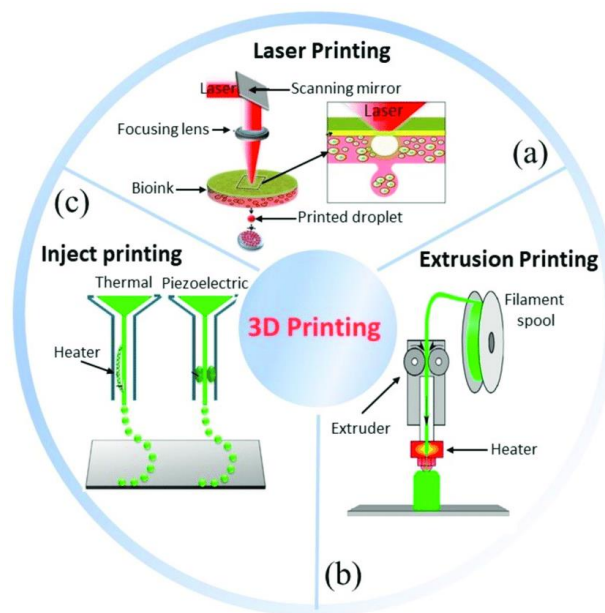 Laser Printing
Laser
Scanning mirror
Focusing lens
Laser
(a)
Bioink
Printed droplet
(c)
Inject printing
Thermal
Piezoelectric
Heater
3D Printing
Extrusion Printing
Filament
spool
Extruder
Heater
(b)